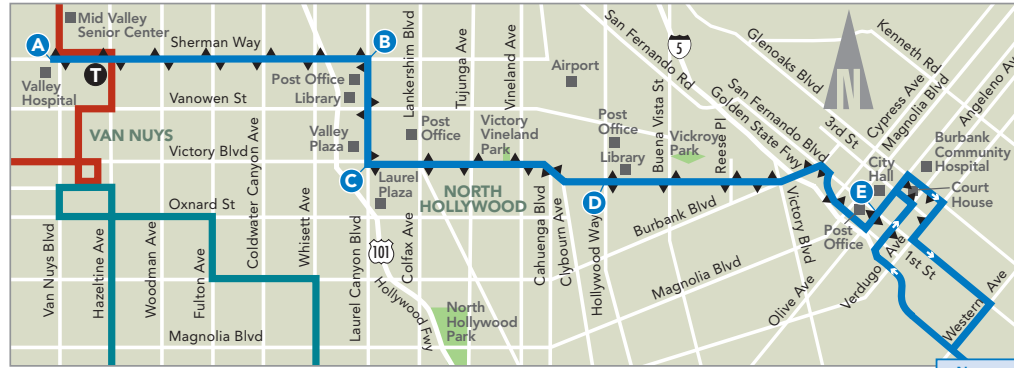 Mid Valley
Senior Center
A
Valley
Hospital
T
Sherman Way
B
Post Office
Library
Vanowen St
VAN NUYS
Victory Blvd
Valley
Plaza
C
Laurel
Plaza
Oxnard St
Magnolia Blvd
Van Nuys Blvd
Hazeltine Ave
Woodman Ave
Fulton Ave
Coldwater Canyon Ave
Whisett Ave
Laurel Canyon Blvd
101
Hollywood Fwy
Colfax Ave
Lankershim Blvd
Tujunga Ave
Vineland Ave
Post
Office
Victory
Vineland
Park
NORTH
HOLLYWOOD
North
Hollywood
Park
Cahuenga Blvd
Clybourn Ave
Hollywood Way
Airport
Post
Office
Library
D
Buena Vista St
5
Vickroy
Park
Reese Pl
Burbank Blvd
Magnolia Blvd
Victory Blvd
Olive Ave
San Fernando Rd
San Fernando Blvd
Golden State Fwy
Glenoaks Blvd
Kenneth Rd
3rd St
N
Cypress Ave
Magnolia Blvd
Angeleno Ave
Burbank
Community
Hospital
City
Hall
E
Court
House
Post
Office
Verdugo Ave
1st St
Western Ave